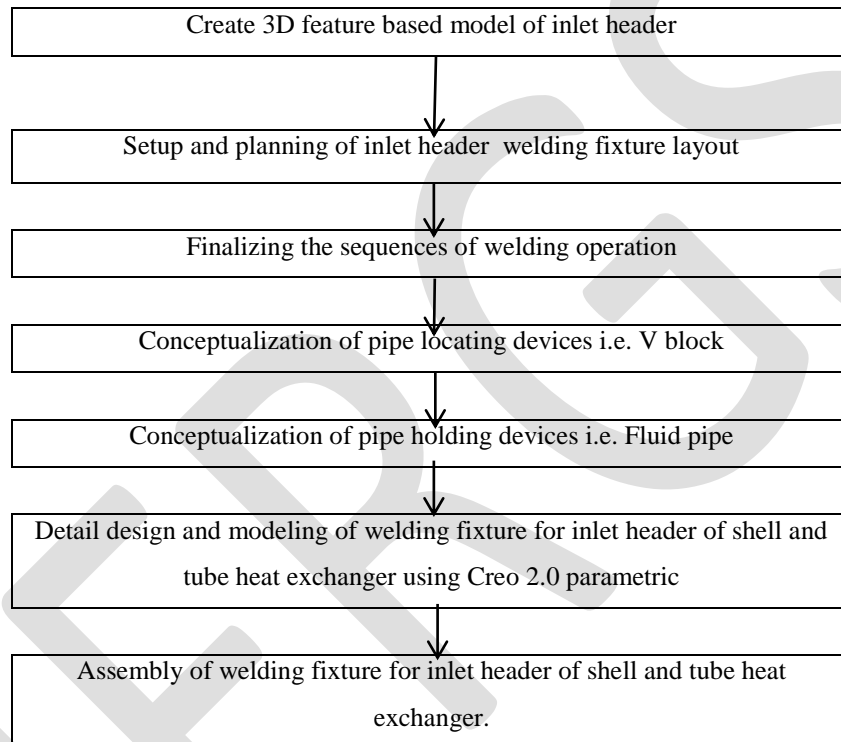 Create 3D feature based model of inlet header
Setup and planning of inlet header welding fixture layout
Finalizing the sequences of welding operation
Conceptualization of pipe locating devices i.e. V block
Conceptualization of pipe holding devices i.e. Fluid pipe
Detail design and modeling of welding fixture for inlet header of shell and
tube heat exchanger using Creo 2.0 parametric
Assembly of welding fixture for inlet header of shell and tube heat
exchanger.